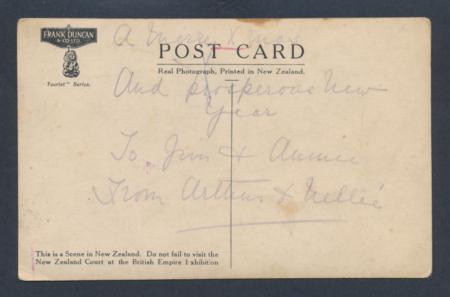 FRANK DUNCAN
& CO LTD.
"Tourist" Series.
A Merry Xmas
POST CARD
Real Photograph, Printed in New Zealand.
And prosperous New
Year
To Jim & Annie
From Arthur & Nellie
This is a Scene in New Zealand. Do not fail to visit the
New Zealand Court at the British Empire Exhibition